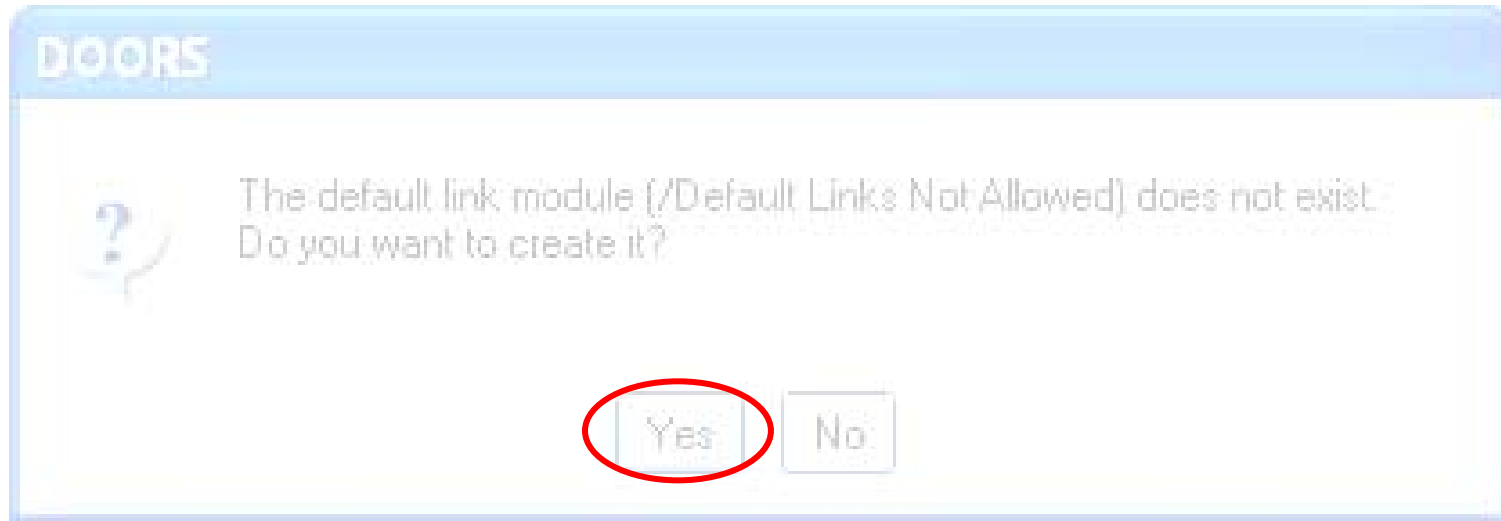 DOORS
The default link module (/Default Links Not Allowed) does not exist.
Do you want to create it?
Yes No